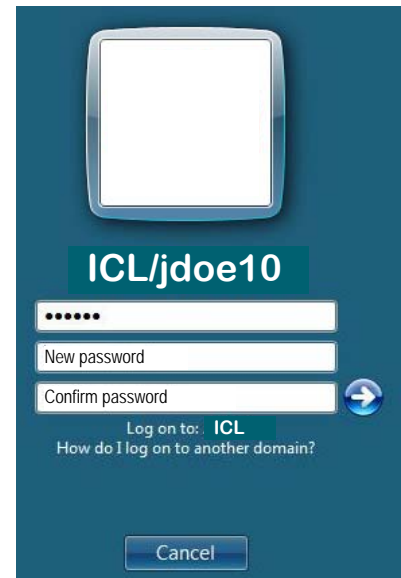 ICL/jdoe10
••••••
New password
Confirm password
Log on to: ICL
How do I log on to another domain?
Cancel